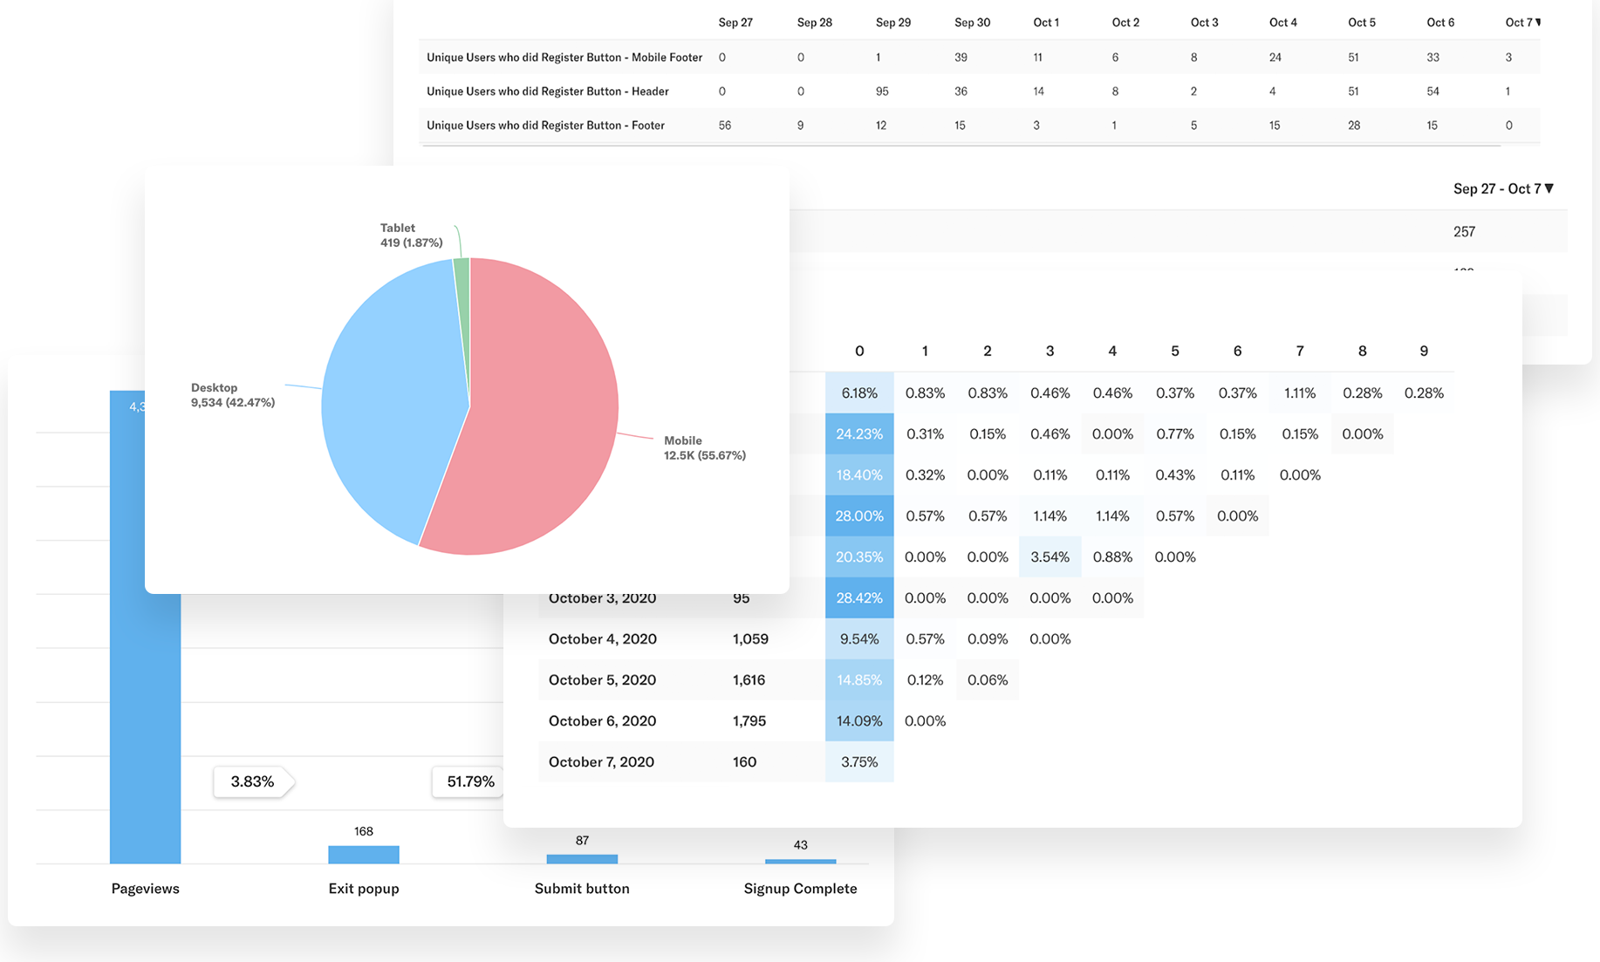 Sep 27 Sep 28 Sep 29 Sep 30 Oct 1 Oct 2 Oct 3 Oct 4 Oct 5 Oct 6 Oct 7 ▼
Unique Users who did Register Button - Mobile Footer 0 0 1 39 11 6 8 24 51 33 3
Unique Users who did Register Button - Header 0 0 95 36 14 8 2 4 51 54 1
Unique Users who did Register Button - Footer 56 9 12 15 3 1 5 15 28 15 0
Sep 27 - Oct 7 ▼
257
Tablet
419 (1.87%)
Desktop
9,534 (42.47%)
Mobile
12.5K (55.67%)
0 1 2 3 4 5 6 7 8 9
6.18% 0.83% 0.83% 0.46% 0.46% 0.37% 0.37% 1.11% 0.28% 0.28%
24.23% 0.31% 0.15% 0.46% 0.00% 0.77% 0.15% 0.15% 0.00%
18.40% 0.32% 0.00% 0.11% 0.11% 0.43% 0.11% 0.00%
28.00% 0.57% 0.57% 1.14% 1.14% 0.57% 0.00%
20.35% 0.00% 0.00% 3.54% 0.88% 0.00%
October 3, 2020 95 28.42% 0.00% 0.00% 0.00% 0.00%
October 4, 2020 1,059 9.54% 0.57% 0.09% 0.00%
October 5, 2020 1,616 14.85% 0.12% 0.06%
October 6, 2020 1,795 14.09% 0.00%
October 7, 2020 160 3.75%
3.83% 51.79%
168
87
43
Pageviews Exit popup Submit button Signup Complete